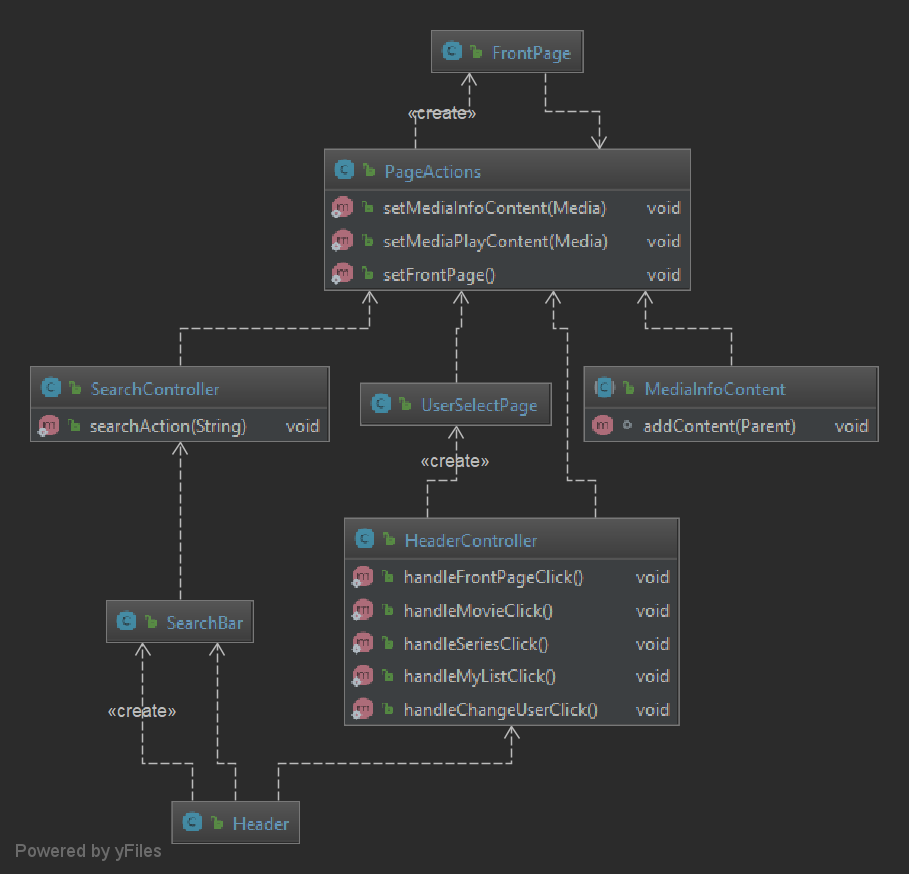 FrontPage
«create»
PageActions
setMediaInfoContent(Media) void
setMediaPlayContent(Media) void
setFrontPage() void
SearchController
searchAction(String) void
UserSelectPage
MediaInfoContent
addContent(Parent) void
«create»
HeaderController
handleFrontPageClick() void
handleMovieClick() void
handleSeriesClick() void
handleMyListClick() void
handleChangeUserClick() void
SearchBar
«create»
Header
Powered by yFiles